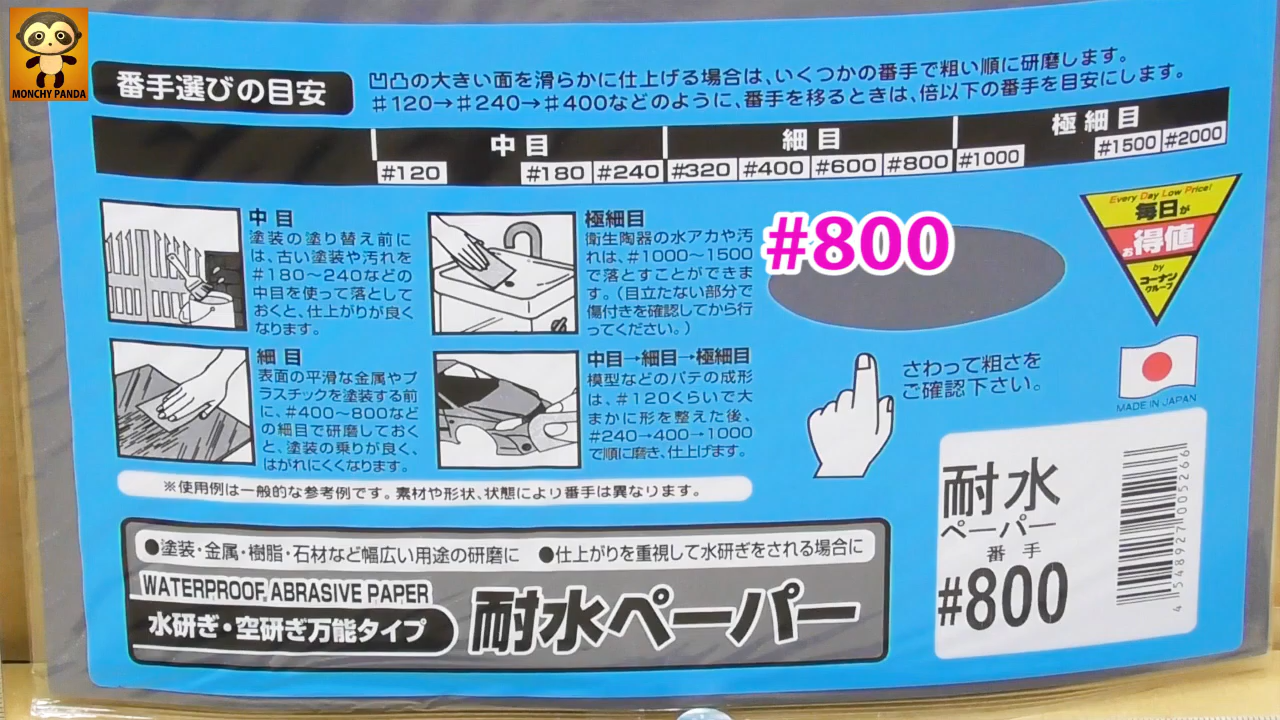 MONCHY PANDA
番手選びの目安
凹凸の大きい面を滑らかに仕上げる場合は、いくつかの番手で粗い順に研磨します。
#120→#240→#400などのように、番手を移るときは、倍以下の番手を目安にします。
中目 細目 極細目
#120 #180 #240 #320 #400 #600 #800 #1000 #1500 #2000
中目
塗装の塗り替え前に
は、古い塗装や汚れを
#180〜240などの
中目を使って落として
おくと、仕上がりが良く
なります。
極細目
衛生陶器の水アカや汚
れは、#1000〜1500
で落とすことができま
す。（目立たない部分で
傷付きを確認してから行
ってください。）
#800
Every Day Low Price!
毎日が
お得値
by
コーナン
グループ
細目
表面の平滑な金属やプ
ラスチックを塗装する前
に、#400〜800など
の細目で研磨しておく
と、塗装の乗りが良く、
はがれにくくなります。
中目→細目→極細目
模型などのパテの成形
は、#120くらいで大
まかに形を整えた後、
#240→400→1000
で順に磨き、仕上げます。
さわって粗さを
ご確認下さい。
MADE IN JAPAN
※使用例は一般的な参考例です。素材や形状、状態により番手は異なります。
●塗装・金属・樹脂・石材など幅広い用途の研磨に ●仕上がりを重視して水研ぎをされる場合に
WATERPROOF ABRASIVE PAPER
水研ぎ・空研ぎ万能タイプ
耐水ペーパー
耐水
ペーパー
番手
#800
4548927005266